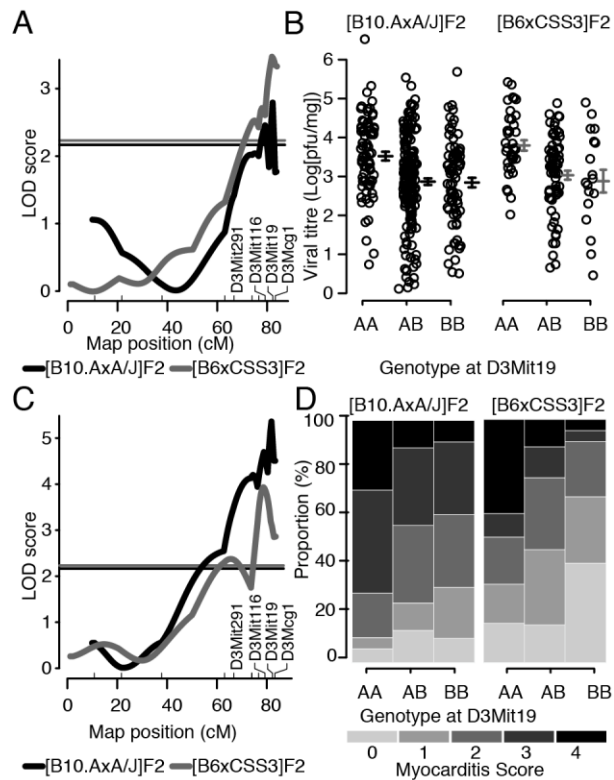 A
LOD score
3
2
1
0
D3Mit291
D3Mit116
D3Mit19
D3Mcg1
0 20 40 60 80
Map position (cM)
[B10.AxA/J]F2 [B6xCSS3]F2
B
[B10.AxA/J]F2 [B6xCSS3]F2
Viral titre (Log[pfu/mg])
6
5
4
3
2
1
0
AA AB BB AA AB BB
Genotype at D3Mit19
C
LOD score
5
4
3
2
1
0
D3Mit291
D3Mit116
D3Mit19
D3Mcg1
0 20 40 60 80
Map position (cM)
[B10.AxA/J]F2 [B6xCSS3]F2
D
[B10.AxA/J]F2 [B6xCSS3]F2
Proportion (%)
100
80
60
40
20
0
AA AB BB AA AB BB
Genotype at D3Mit19
0 1 2 3 4
Myocarditis Score